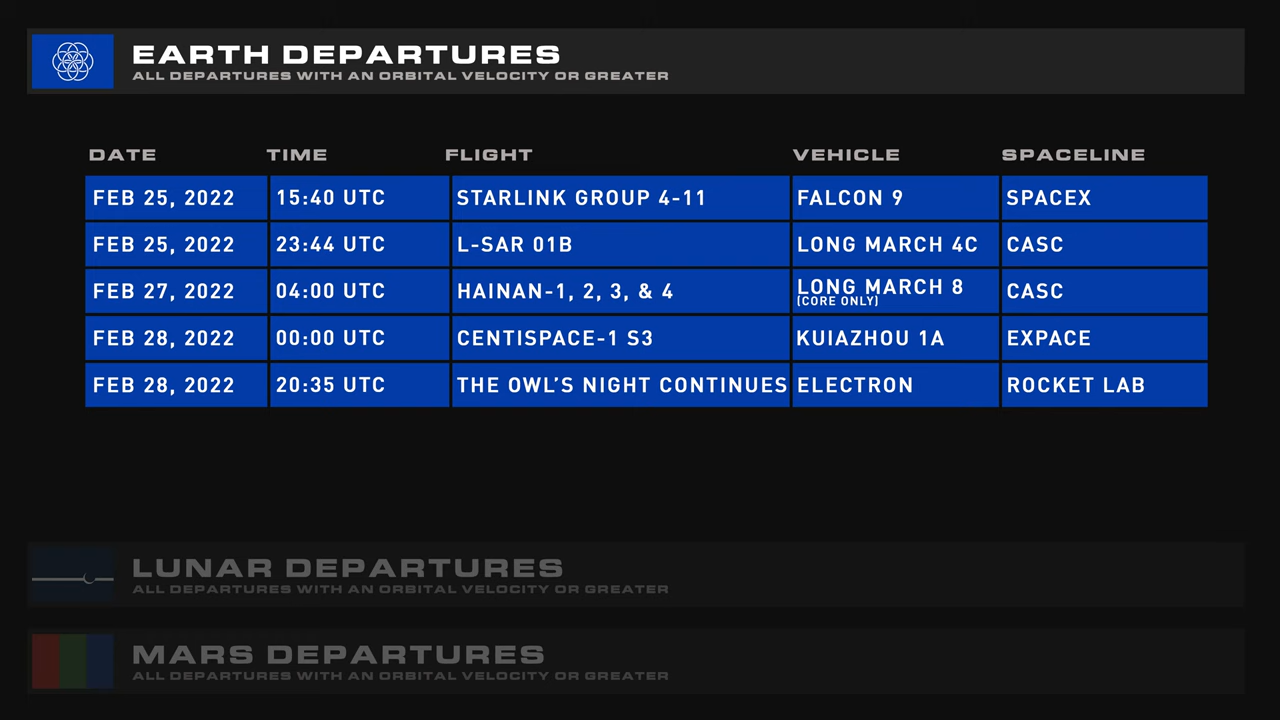 EARTH DEPARTURES
ALL DEPARTURES WITH AN ORBITAL VELOCITY OR GREATER
DATE TIME FLIGHT VEHICLE SPACELINE
FEB 25, 2022 15:40 UTC STARLINK GROUP 4-11 FALCON 9 SPACEX
FEB 25, 2022 23:44 UTC L-SAR 01B LONG MARCH 4C CASC
FEB 27, 2022 04:00 UTC HAINAN-1, 2, 3, & 4 LONG MARCH 8 CASC
(CORE ONLY)
FEB 28, 2022 00:00 UTC CENTISPACE-1 S3 KUIAZHOU 1A EXPACE
FEB 28, 2022 20:35 UTC THE OWL'S NIGHT CONTINUES ELECTRON ROCKET LAB
LUNAR DEPARTURES
ALL DEPARTURES WITH AN ORBITAL VELOCITY OR GREATER
MARS DEPARTURES
ALL DEPARTURES WITH AN ORBITAL VELOCITY OR GREATER